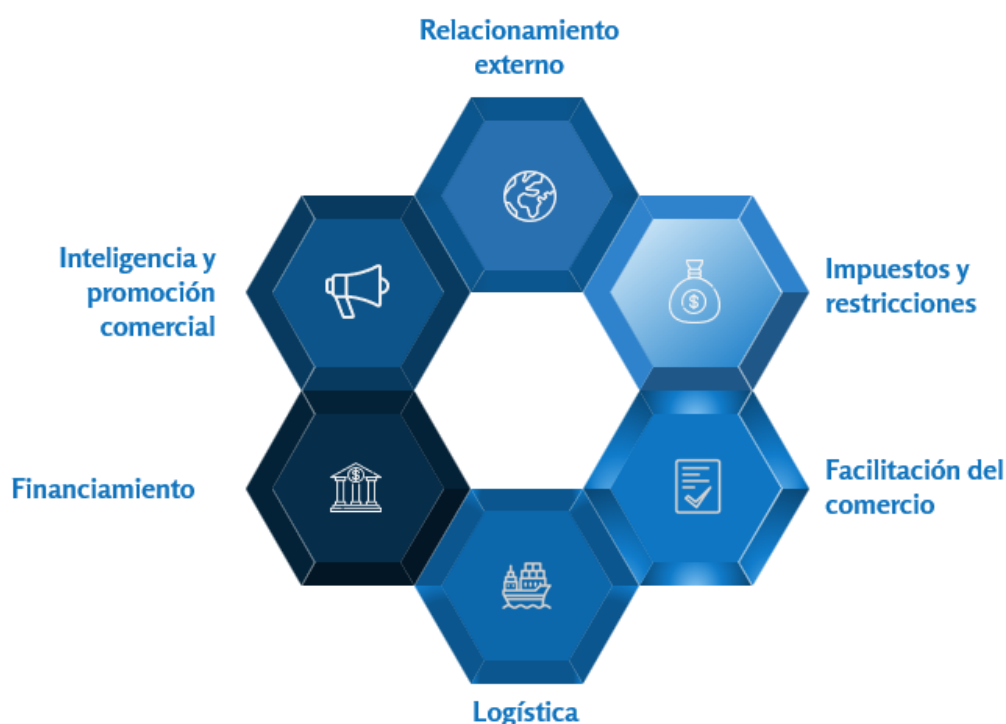 Relacionamiento
externo
Inteligencia y
promoción
comercial
Impuestos y
restricciones
Financiamiento
Facilitación del
comercio
Logística
$
$